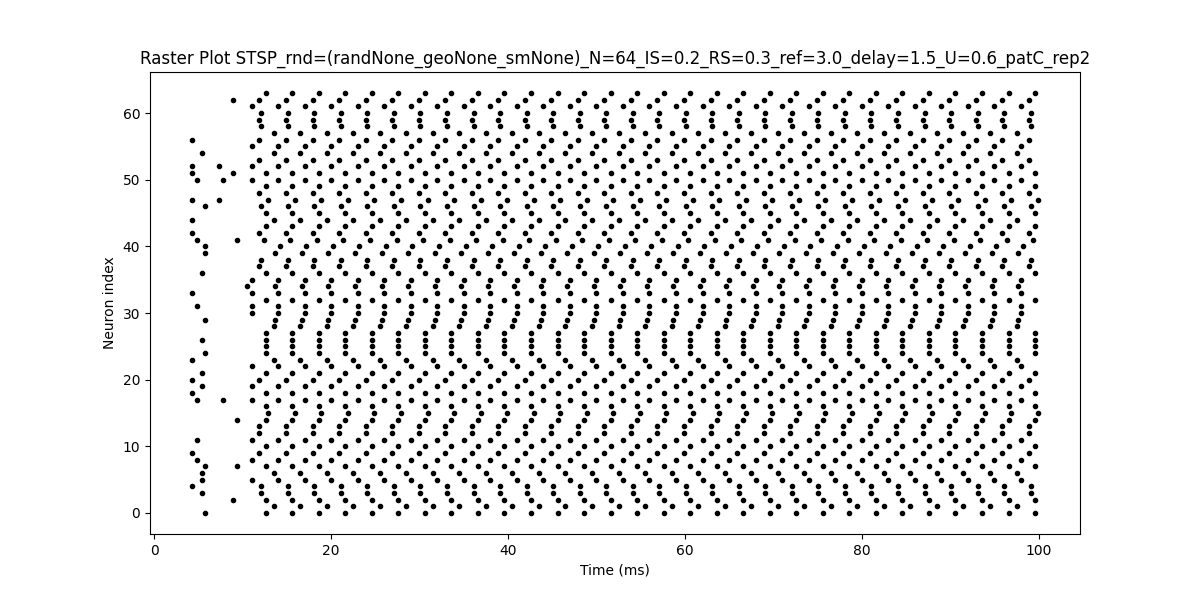 Raster Plot STSP_rnd=(randNone_geoNone_smNone)_N=64_IS=0.2_RS=0.3_ref=3.0_delay=1.5_U=0.6_patC_rep2
60
50
40
30
20
10
0
Neuron index
0 20 40 60 80 100
Time (ms)